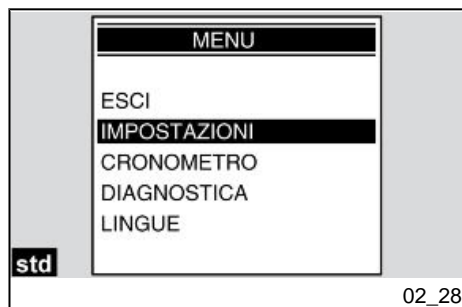 MENU
ESCI
IMPOSTAZIONI
CRONOMETRO
DIAGNOSTICA
LINGUE
std
02_28